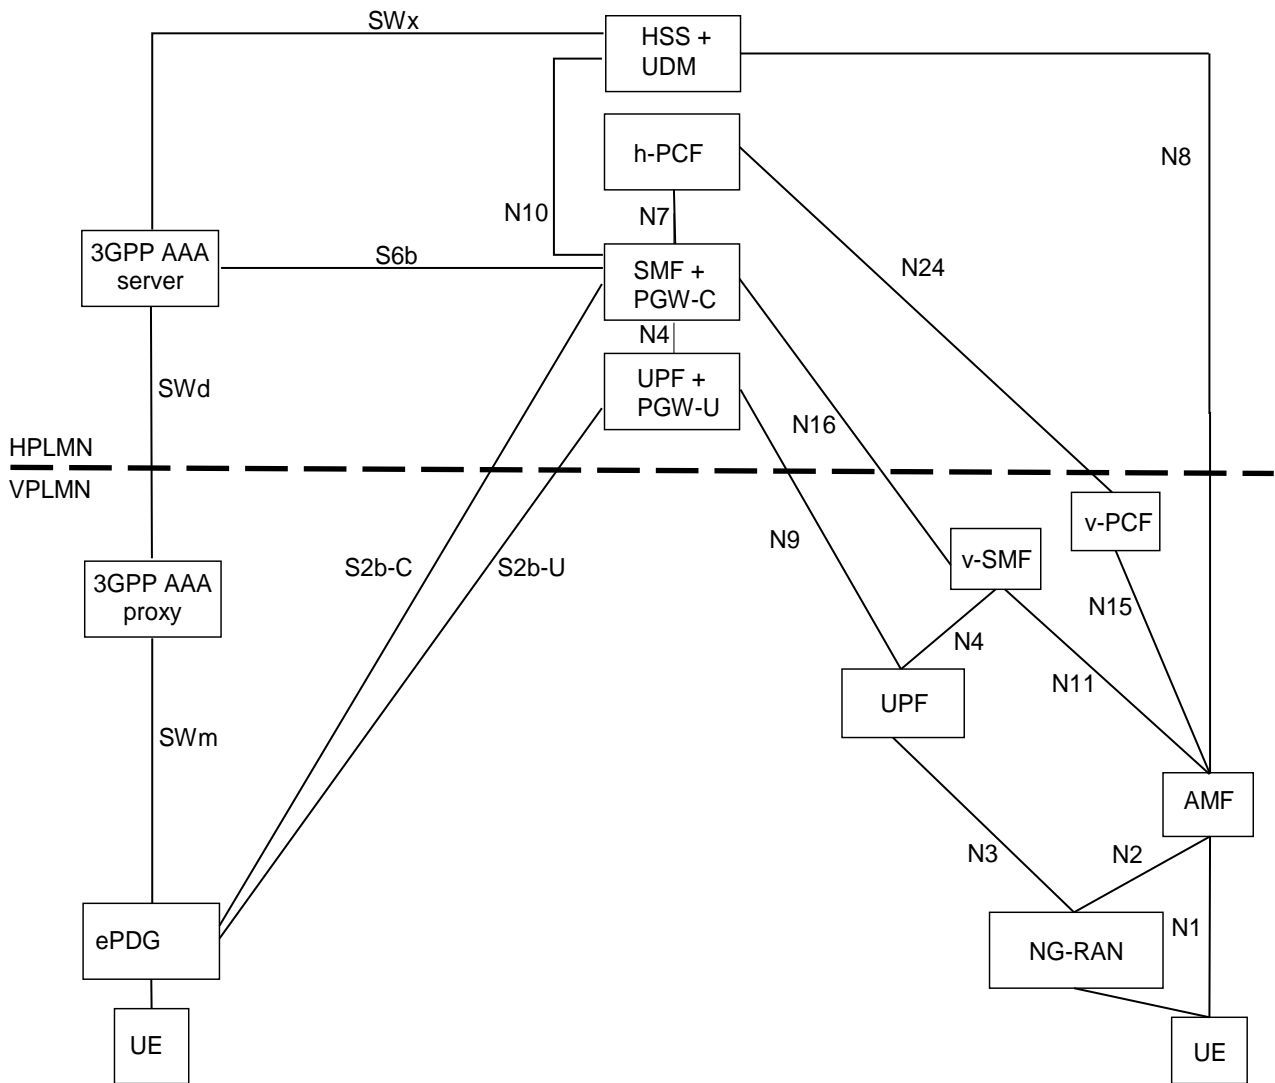 SWx
HSS +
UDM
N8
h-PCF
N10
N7
3GPP AAA
server
S6b
SMF +
PGW-C
N24
N4
SWd
UPF +
PGW-U
N16
HPLMN
VPLMN
v-PCF
N9
v-SMF
S2b-C
S2b-U
3GPP AAA
proxy
N15
N4
N11
UPF
SWm
AMF
N3
N2
N1
ePDG
NG-RAN
UE
UE